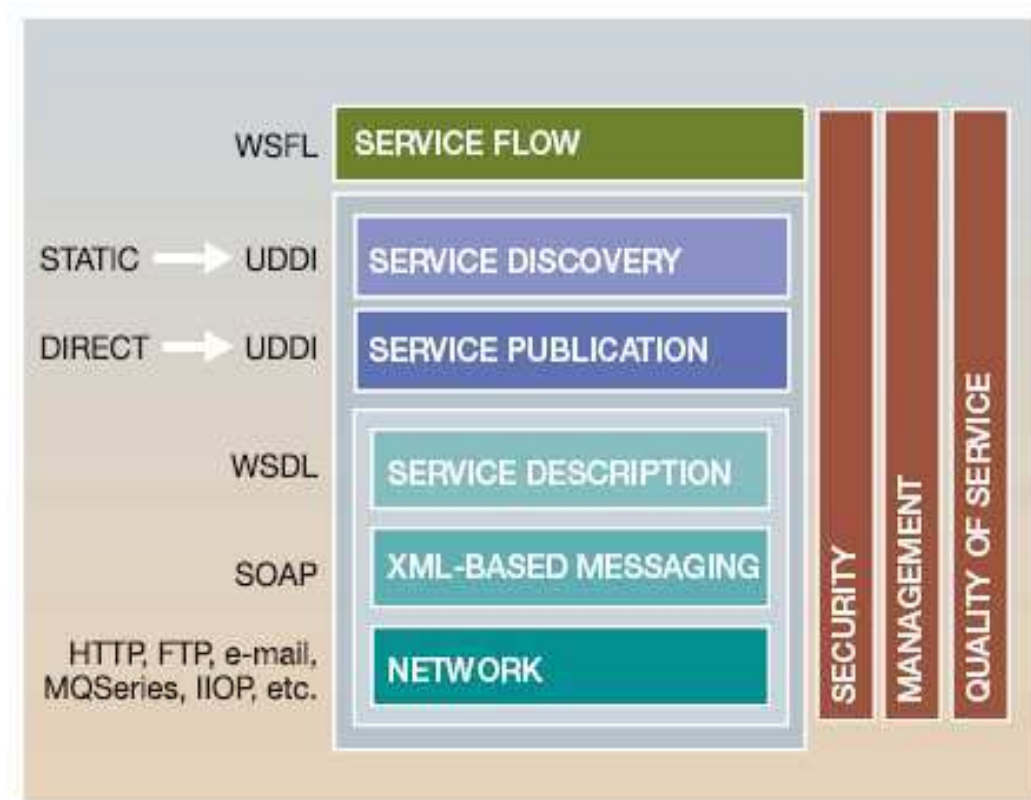 WSFL SERVICE FLOW
STATIC UDDI SERVICE DISCOVERY
DIRECT UDDI SERVICE PUBLICATION
WSDL SERVICE DESCRIPTION
SOAP XML-BASED MESSAGING
HTTP, FTP, e-mail,
MQSeries, IIOP, etc.
NETWORK
SECURITY
MANAGEMENT
QUALITY OF SERVICE